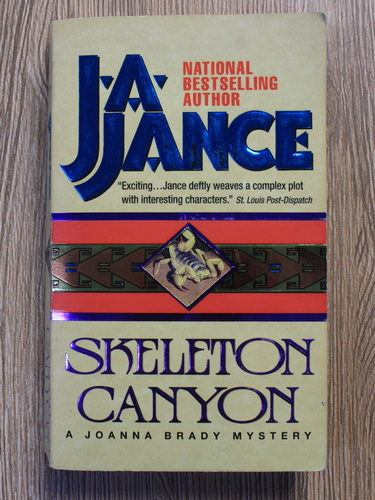 J.A.
JANCE
NATIONAL
BESTSELLING
AUTHOR
“Exciting…Jance deftly weaves a complex plot
with interesting characters.” St. Louis Post-Dispatch
SKELETON
CANYON
A JOANNA BRADY MYSTERY